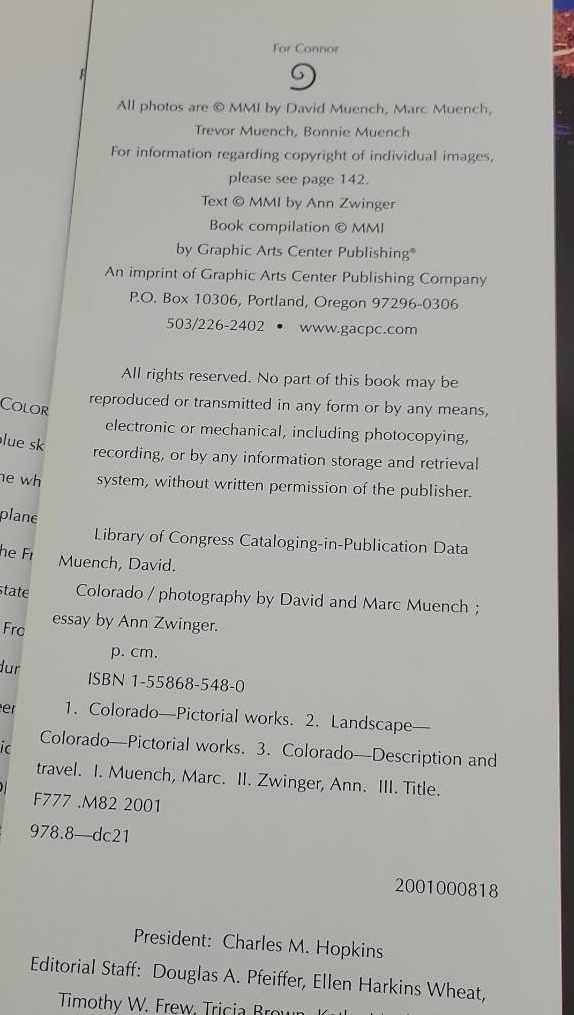 For Connor
All photos are © MMI by David Muench, Marc Muench,
Trevor Muench, Bonnie Muench
For information regarding copyright of individual images,
please see page 142.
Text © MMI by Ann Zwinger
Book compilation © MMI
by Graphic Arts Center Publishing®
An imprint of Graphic Arts Center Publishing Company
P.O. Box 10306, Portland, Oregon 97296-0306
503/226-2402 • www.gacpc.com
All rights reserved. No part of this book may be
reproduced or transmitted in any form or by any means,
electronic or mechanical, including photocopying,
recording, or by any information storage and retrieval
system, without written permission of the publisher.
Library of Congress Cataloging-in-Publication Data
Muench, David.
Colorado / photography by David and Marc Muench ;
essay by Ann Zwinger.
p. cm.
ISBN 1-55868-548-0
1. Colorado—Pictorial works. 2. Landscape—
Colorado—Pictorial works. 3. Colorado—Description and
travel. I. Muench, Marc. II. Zwinger, Ann. III. Title.
F777 .M82 2001
978.8—dc21
2001000818
President: Charles M. Hopkins
Editorial Staff: Douglas A. Pfeiffer, Ellen Harkins Wheat,
Timothy W. Frew, Tricia Brown,
COLOR